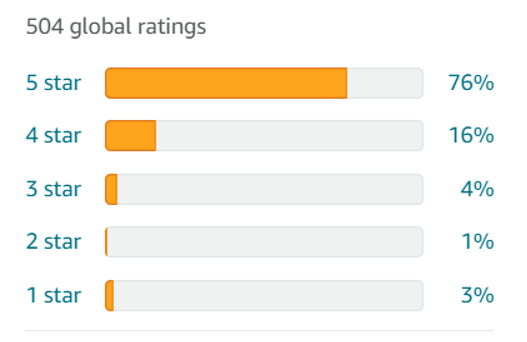 504 global ratings
5 star 76%
4 star 16%
3 star 4%
2 star 1%
1 star 3%